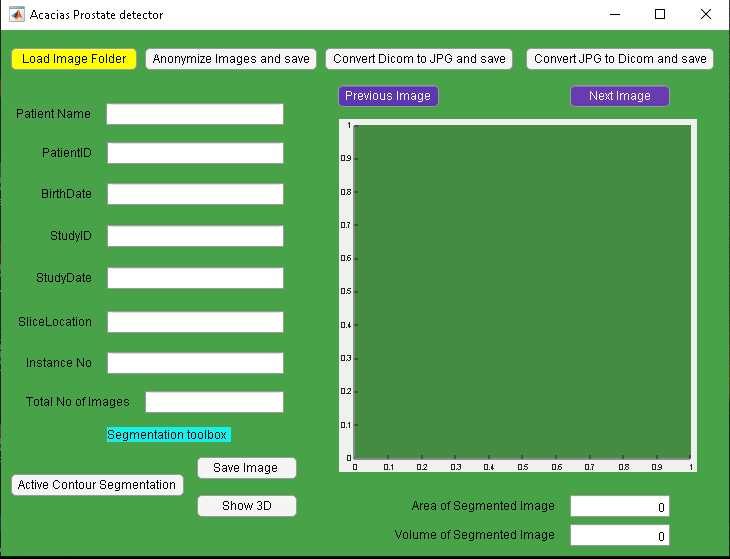 Acacias Prostate detector
Load Image Folder
Anonymize Images and save
Convert Dicom to JPG and save
Convert JPG to Dicom and save
Previous Image
Next Image
Patient Name
PatientID
BirthDate
StudyID
StudyDate
SliceLocation
Instance No
Total No of Images
Segmentation toolbox
Save Image
Active Contour Segmentation
Show 3D
1
0.9
0.8
0.7
0.6
0.5
0.4
0.3
0.2
0.1
0
0 0.1 0.2 0.3 0.4 0.5 0.6 0.7 0.8 0.9 1
Area of Segmented Image 0
Volume of Segmented Image 0